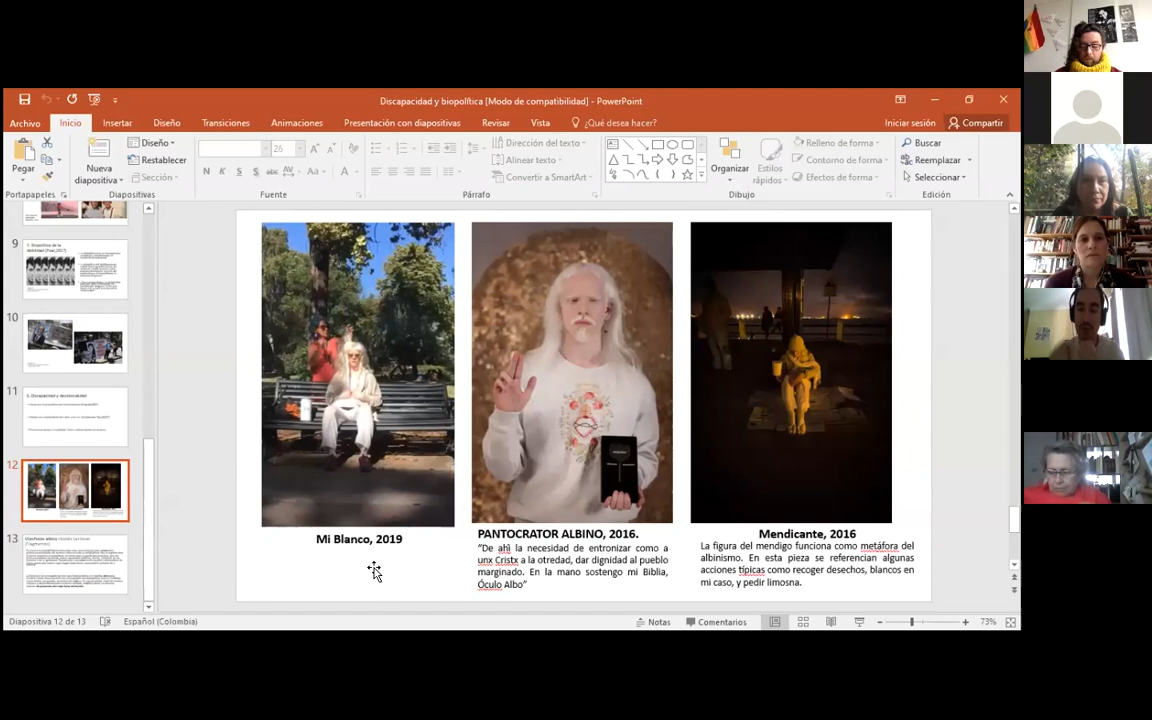 Discapacidad y biopolítica [Modo de compatibilidad] - PowerPoint
Archivo Inicio Insertar Diseño Transiciones Animaciones Presentación con diapositivas Revisar Vista ¿Qué desea hacer? Iniciar sesión Compartir
Pegar
Nueva diapositiva
Diseño
Restablecer
Sección
26
N K S S abc AV Aa A
Dirección del texto
Alinear texto
Convertir a SmartArt
Organizar
Estilos rápidos
Relleno de forma
Contorno de forma
Efectos de forma
Buscar
Reemplazar
Seleccionar
Portapapeles Diapositivas Fuente Párrafo Dibujo Edición
9
10
11
12
13
Mi Blanco, 2019
PANTOCRATOR ALBINO, 2016.
“De ahí la necesidad de entronizar como a
umx Cristx a la otredad, dar dignidad al pueblo
marginado. En la mano sostengo mi Biblia,
Óculo Albo”
Mendicante, 2016
La figura del mendigo funciona como metáfora del
albinismo. En esta pieza se referencian algunas
acciones típicas como recoger desechos, blancos en
mi caso, y pedir limosna.
Diapositiva 12 de 13 Español (Colombia) Notas Comentarios 73%